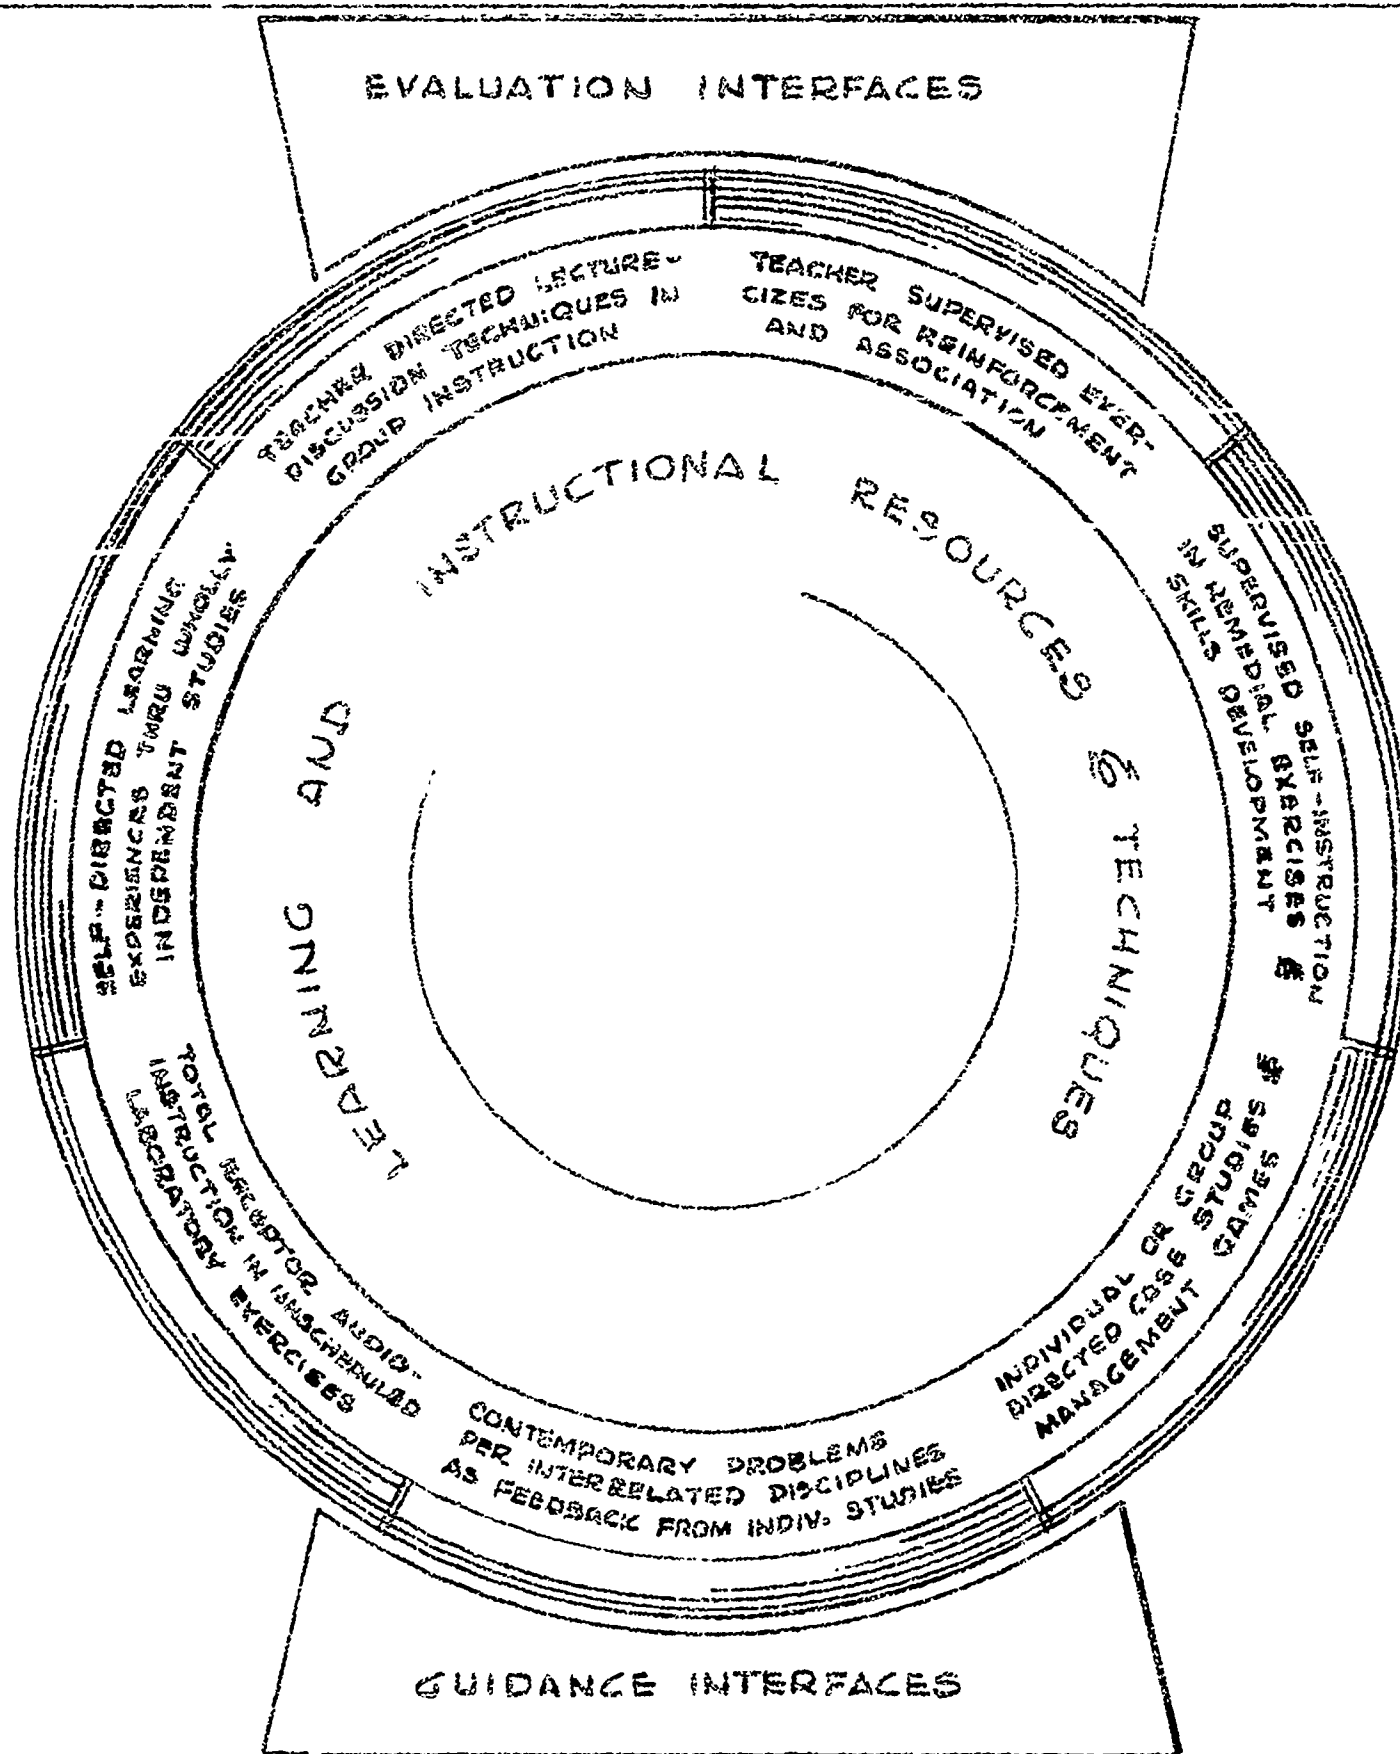 EVALUATION INTERFACES
TEACHER DIRECTED LECTURE-
DISCUSSION TECHNIQUES IN
GROUP INSTRUCTION
TEACHER SUPERVISED EXER-
CIZES FOR REINFORCEMENT
AND ASSOCIATION
SUPERVISED SELF-INSTRUCTION
IN REMEDIAL EXERCISES &
SKILLS DEVELOPMENT
INDIVIDUAL OR GROUP
DIRECTED CASE STUDIES &
MANAGEMENT GAMES
CONTEMPORARY PROBLEMS
PER INTERRELATED DISCIPLINES
AS FEEDBACK FROM INDIV. STUDIES
TOTAL RECEPTOR AUDIO-
INSTRUCTION IN UNSCHEDULED
LABORATORY EXERCISES
SELF-DIRECTED LEARNING
EXPERIENCES THRU WHOLLY
INDEPENDENT STUDIES
LEARNING AND INSTRUCTIONAL RESOURCES & TECHNIQUES
GUIDANCE INTERFACES